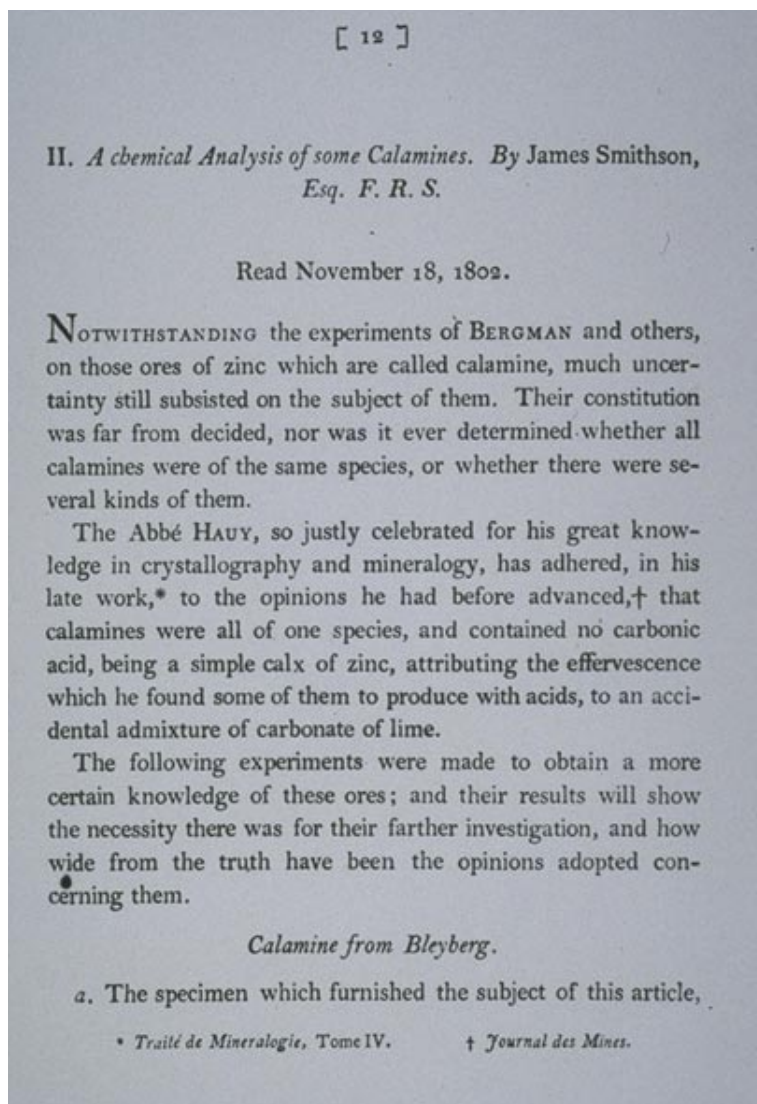 [ 12 ]
II. A chemical Analysis of some Calamines. By James Smithson,
Esq. F. R. S.
Read November 18, 1802.
NOTWITHSTANDING the experiments of BERGMAN and others,
on those ores of zinc which are called calamine, much uncer-
tainty still subsisted on the subject of them. Their constitution
was far from decided, nor was it ever determined whether all
calamines were of the same species, or whether there were se-
veral kinds of them.
The Abbé HAUY, so justly celebrated for his great know-
ledge in crystallography and mineralogy, has adhered, in his
late work,* to the opinions he had before advanced,† that
calamines were all of one species, and contained no carbonic
acid, being a simple calx of zinc, attributing the effervescence
which he found some of them to produce with acids, to an acci-
dental admixture of carbonate of lime.
The following experiments were made to obtain a more
certain knowledge of these ores; and their results will show
the necessity there was for their farther investigation, and how
wide from the truth have been the opinions adopted con-
cerning them.
Calamine from Bleyberg.
a. The specimen which furnished the subject of this article,
* Traité de Mineralogie, Tome IV. † Journal des Mines.